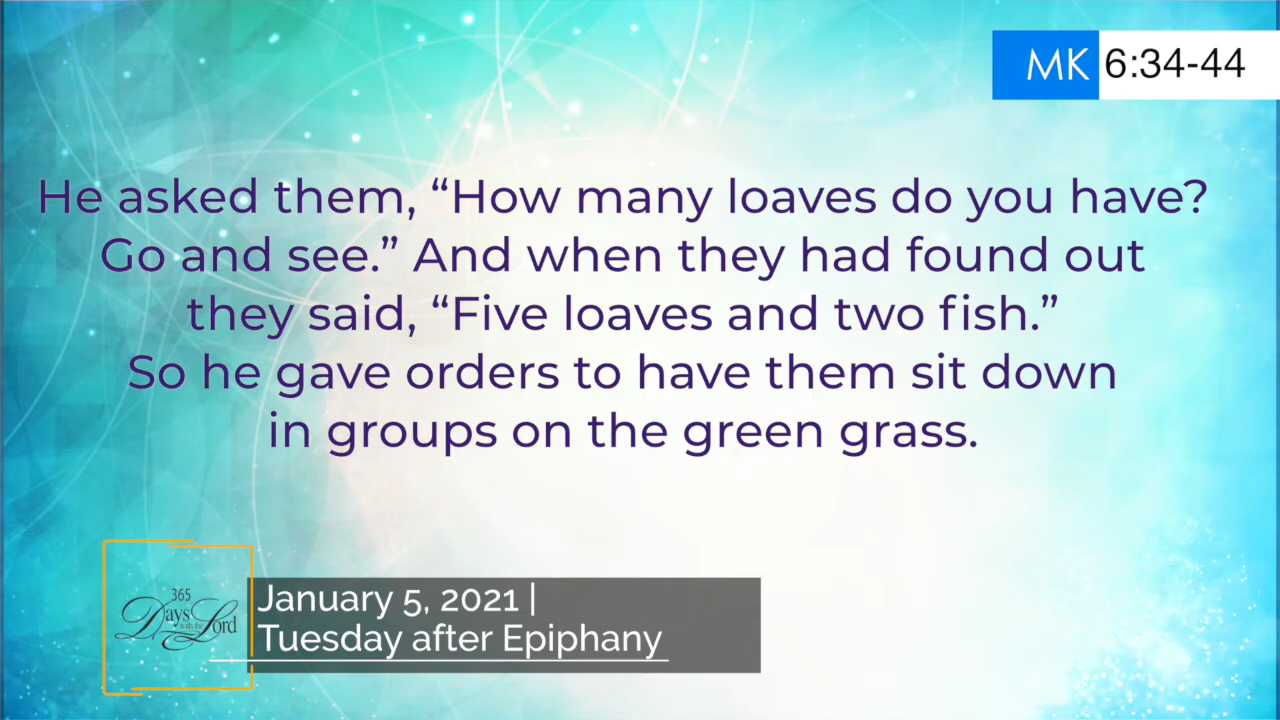 MK 6:34-44
He asked them, “How many loaves do you have?
Go and see.” And when they had found out
they said, “Five loaves and two fish.”
So he gave orders to have them sit down
in groups on the green grass.
365
Days with the Lord
January 5, 2021 |
Tuesday after Epiphany